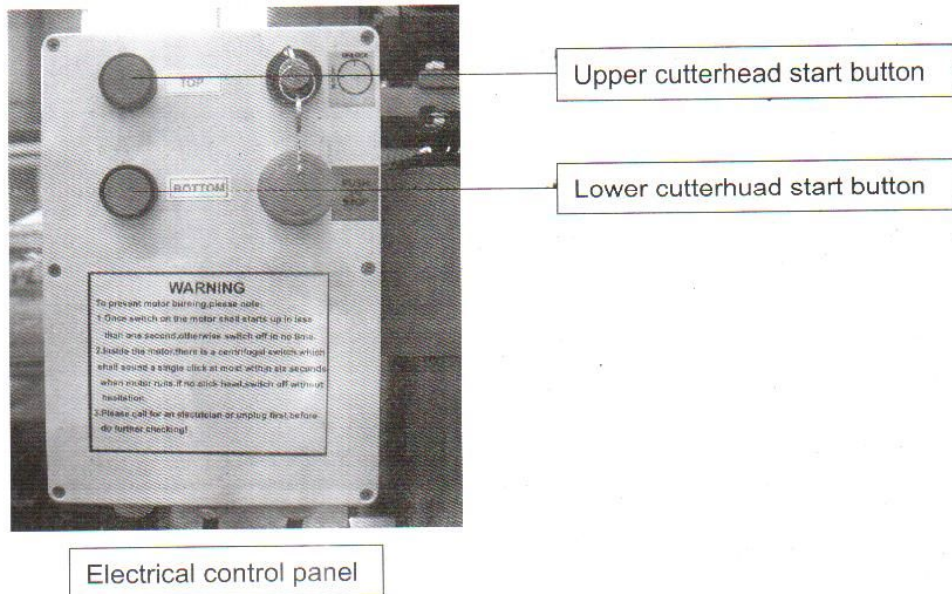 TOP
UNLOCK
Upper cutterhead start button
BOTTOM
PUSH
TO
STOP
Lower cutterhuad start button
WARNING
To prevent motor burning,please note:
1.Once switch on the motor shall starts up in less
than one second,otherwise switch off in no time.
2.Inside the motor,there is a centrifugal switch,which
shall sound a single click at most within six seconds
when motor runs.If no click head,switch off without
hesitation.
3.Please call for an electrician or unplug first,before
do further checking!
Electrical control panel